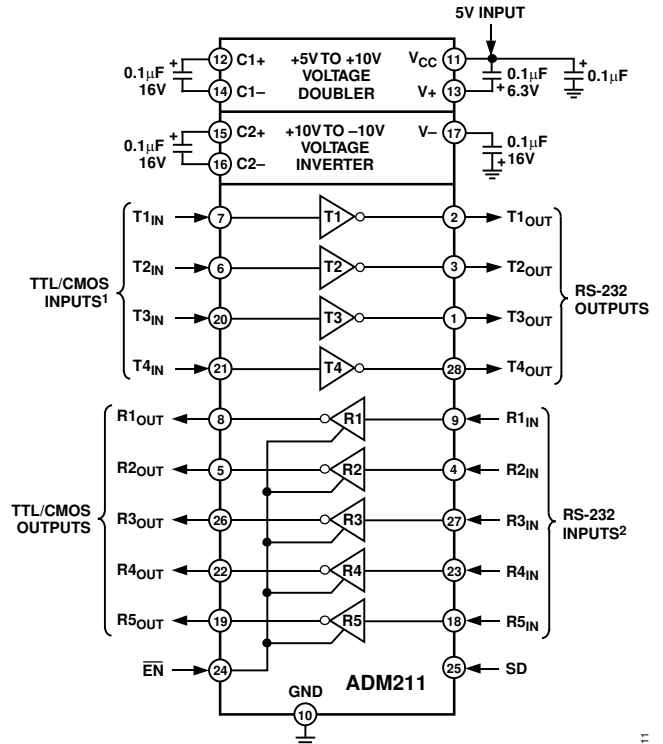 5V INPUT
12 C1+ +5V TO +10V VOLTAGE DOUBLER VCC 11
0.1μF 16V
14 C1– V+ 13
+ 0.1μF 6.3V
+ 0.1μF
15 C2+ +10V TO –10V VOLTAGE INVERTER V– 17
0.1μF 16V
16 C2–
0.1μF + 16V
TTL/CMOS INPUTS1
T1IN 7 T1 2 T1OUT
T2IN 6 T2 3 T2OUT
T3IN 20 T3 1 T3OUT
T4IN 21 T4 28 T4OUT
RS-232 OUTPUTS
TTL/CMOS OUTPUTS
R1OUT 8 R1 9 R1IN
R2OUT 5 R2 4 R2IN
R3OUT 26 R3 27 R3IN
R4OUT 22 R4 23 R4IN
R5OUT 19 R5 18 R5IN
RS-232 INPUTS2
EN 24 ADM211 25 SD
GND
10
11